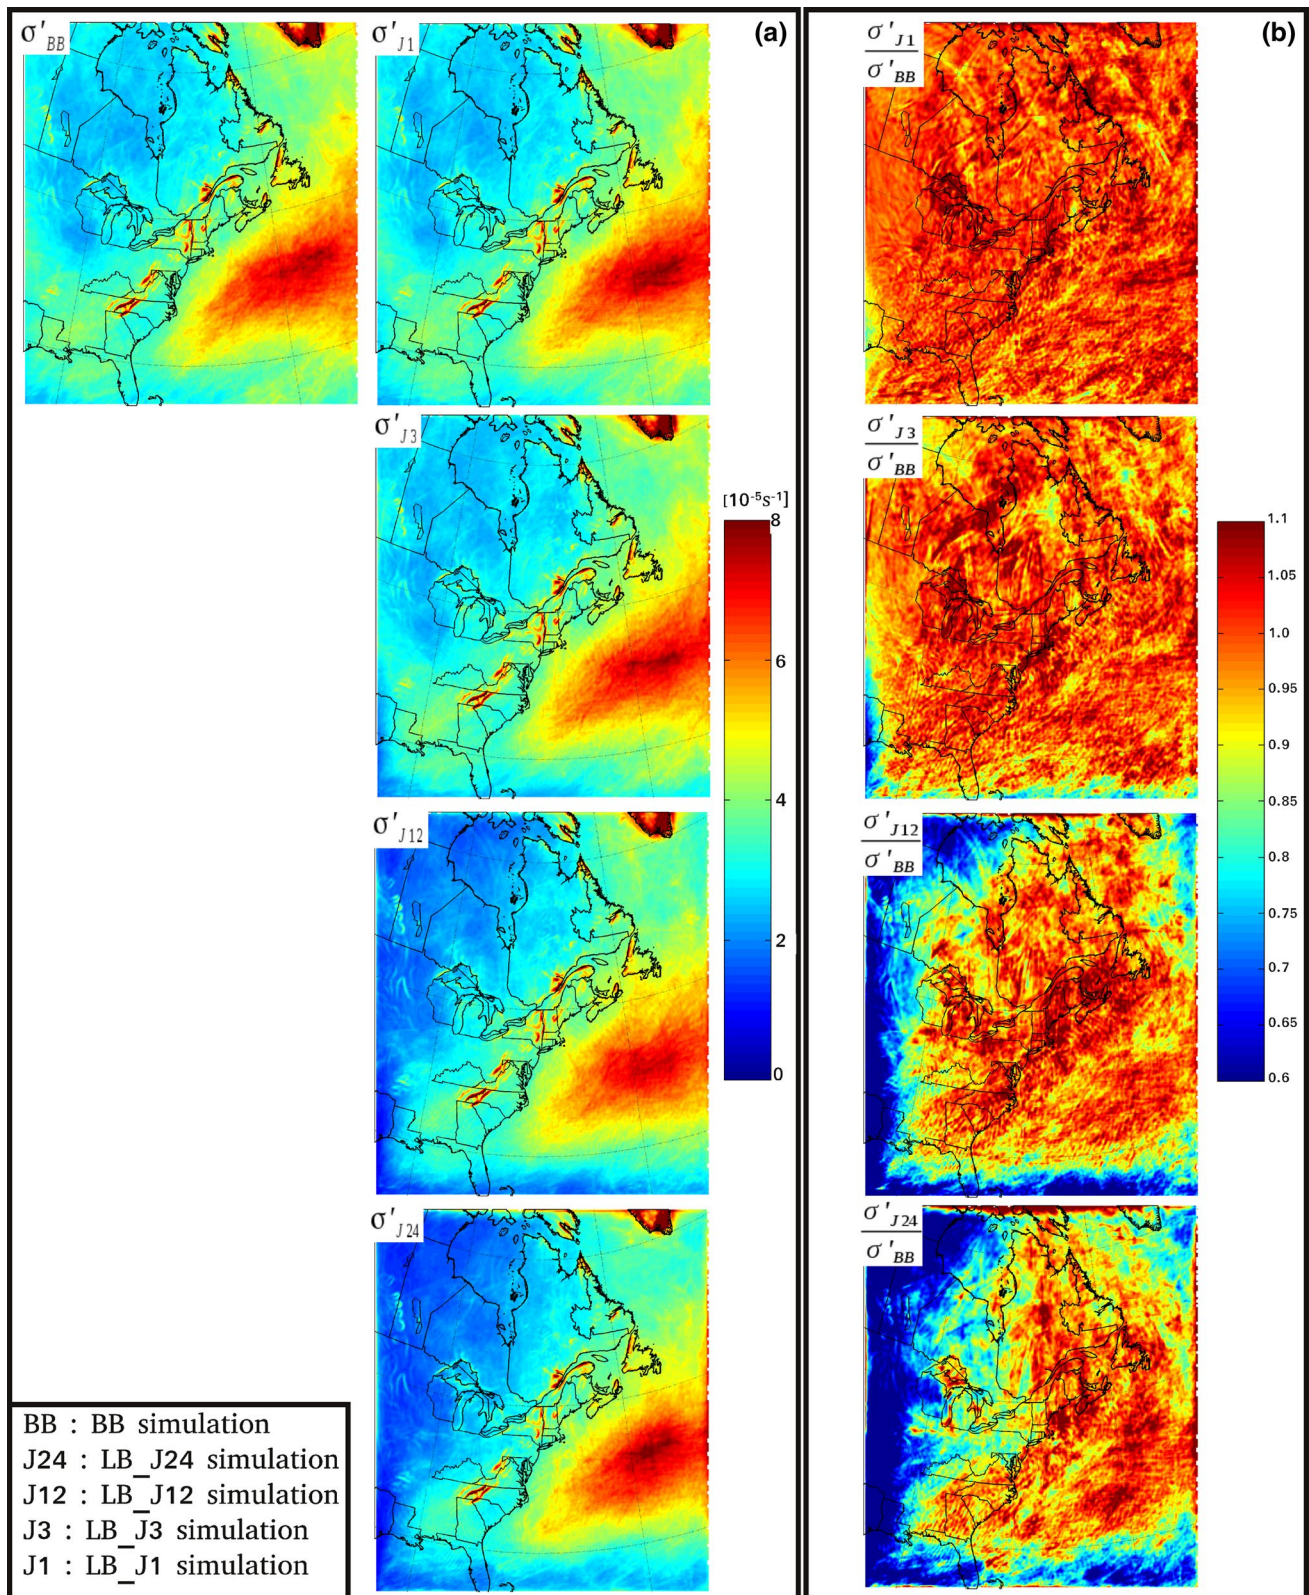 σ'BB
σ'J1
(a)
σ'J1
σ'BB
(b)
σ'J3
[10-5s-1]
8
6
4
2
0
σ'J3
σ'BB
1.1
1.05
1.0
0.95
0.9
0.85
0.8
0.75
0.7
0.65
0.6
σ'J12
σ'J12
σ'BB
σ'J24
σ'J24
σ'BB
BB : BB simulation
J24 : LB_J24 simulation
J12 : LB_J12 simulation
J3 : LB_J3 simulation
J1 : LB_J1 simulation